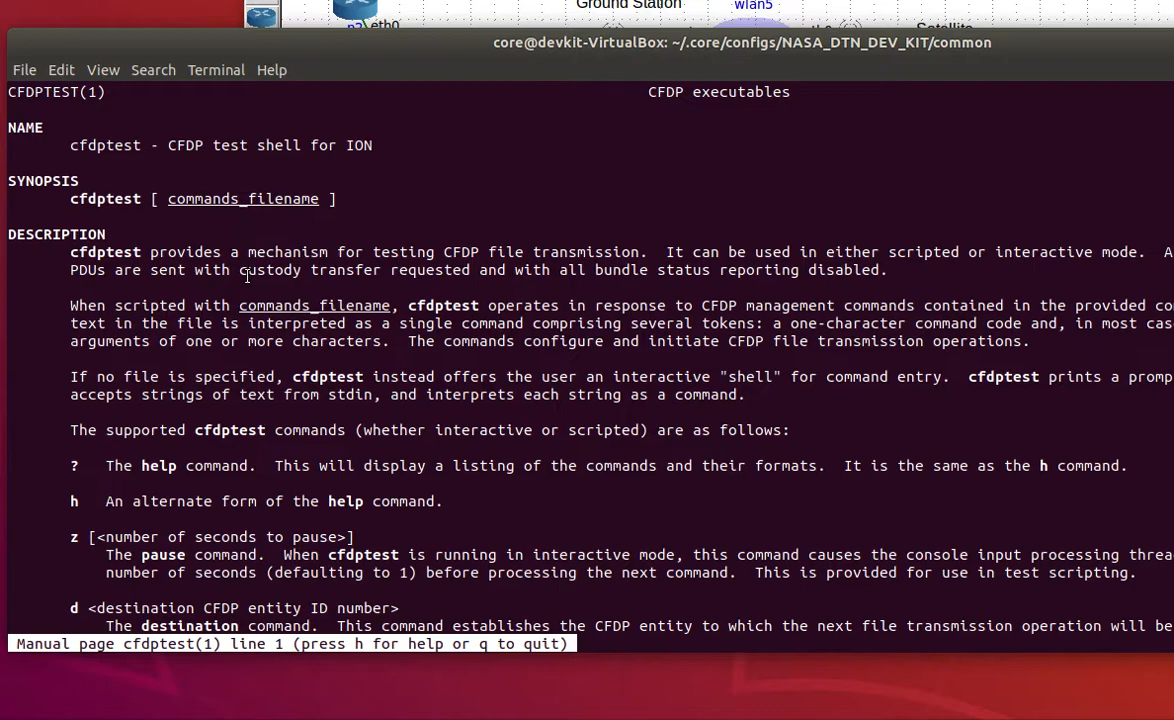 Ground Station
wlan5
eth0
core@devkit-VirtualBox: ~/.core/configs/NASA_DTN_DEV_KIT/common
File Edit View Search Terminal Help
CFDPTEST(1) CFDP executables
NAME
cfdptest - CFDP test shell for ION
SYNOPSIS
cfdptest [ commands_filename ]
DESCRIPTION
cfdptest provides a mechanism for testing CFDP file transmission. It can be used in either scripted or interactive mode. A
PDUs are sent with custody transfer requested and with all bundle status reporting disabled.
When scripted with commands_filename, cfdptest operates in response to CFDP management commands contained in the provided co
text in the file is interpreted as a single command comprising several tokens: a one-character command code and, in most cas
arguments of one or more characters. The commands configure and initiate CFDP file transmission operations.
If no file is specified, cfdptest instead offers the user an interactive "shell" for command entry. cfdptest prints a promp
accepts strings of text from stdin, and interprets each string as a command.
The supported cfdptest commands (whether interactive or scripted) are as follows:
? The help command. This will display a listing of the commands and their formats. It is the same as the h command.
h An alternate form of the help command.
z [<number of seconds to pause>]
The pause command. When cfdptest is running in interactive mode, this command causes the console input processing threa
number of seconds (defaulting to 1) before processing the next command. This is provided for use in test scripting.
d <destination CFDP entity ID number>
The destination command. This command establishes the CFDP entity to which the next file transmission operation will be
Manual page cfdptest(1) line 1 (press h for help or q to quit)